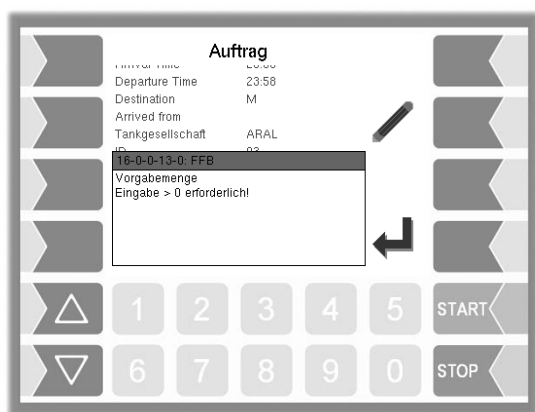 Auftrag
Departure Time 23:58
Destination M
Arrived from
Tankgesellschaft ARAL
16-0-0-13-0: FFB
Vorgabemenge
Eingabe > 0 erforderlich!
1 2 3 4 5 START
6 7 8 9 0 STOP